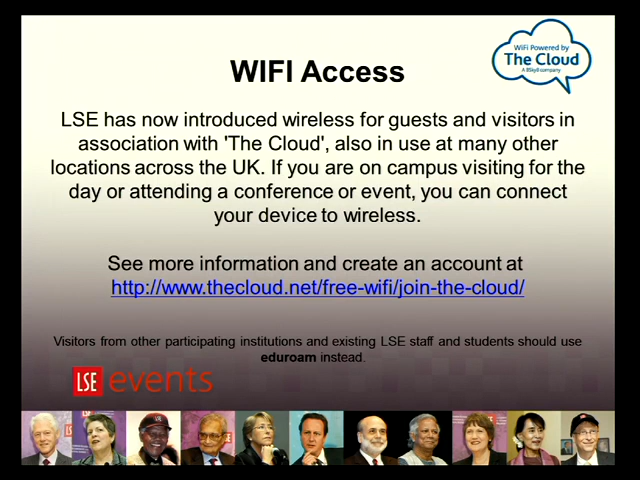 WiFi Powered by
The Cloud
A BSkyB company
WIFI Access
LSE has now introduced wireless for guests and visitors in
association with 'The Cloud', also in use at many other
locations across the UK. If you are on campus visiting for the
day or attending a conference or event, you can connect
your device to wireless.
See more information and create an account at
http://www.thecloud.net/free-wifi/join-the-cloud/
Visitors from other participating institutions and existing LSE staff and students should use
eduroam instead.
LSE events